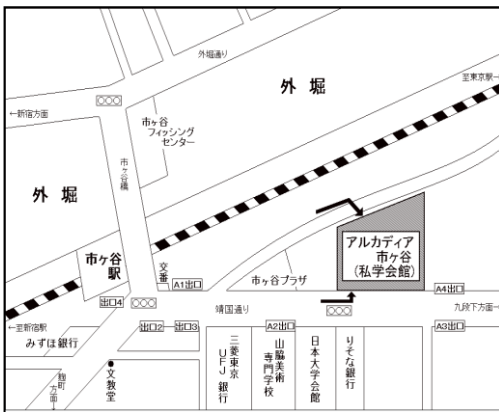 外堀通り
外堀
至東京駅→
←新宿方面
市ヶ谷
フィッシング
センター
市ヶ谷橋
外堀
市ヶ谷
駅
交番
A1出口
市ヶ谷プラザ
アルカディア
市ヶ谷
(私学会館)
A4出口
出口4
靖国通り
九段下方面→
←至新宿駅
みずほ銀行
出口2
出口3
A2出口
A3出口
麹町方面
文教堂
三菱東京
UFJ銀行
山脇美術
専門学校
日本大学会館
りそな銀行